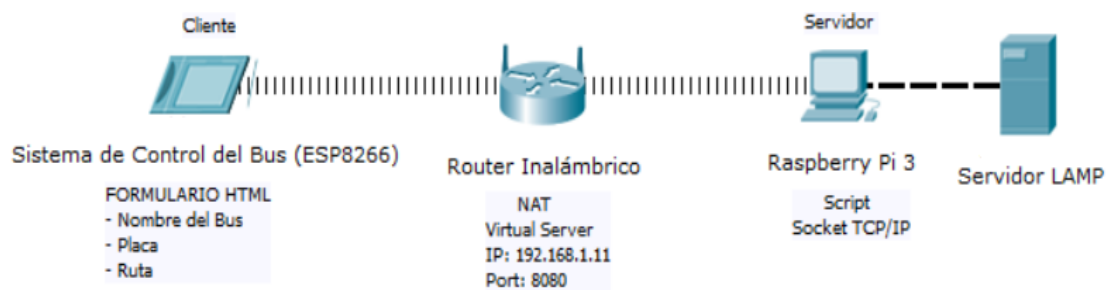 Cliente
Servidor
Sistema de Control del Bus (ESP8266)
Router Inalámbrico
Raspberry Pi 3
Servidor LAMP
FORMULARIO HTML
- Nombre del Bus
- Placa
- Ruta
NAT
Virtual Server
IP: 192.168.1.11
Port: 8080
Script
Socket TCP/IP